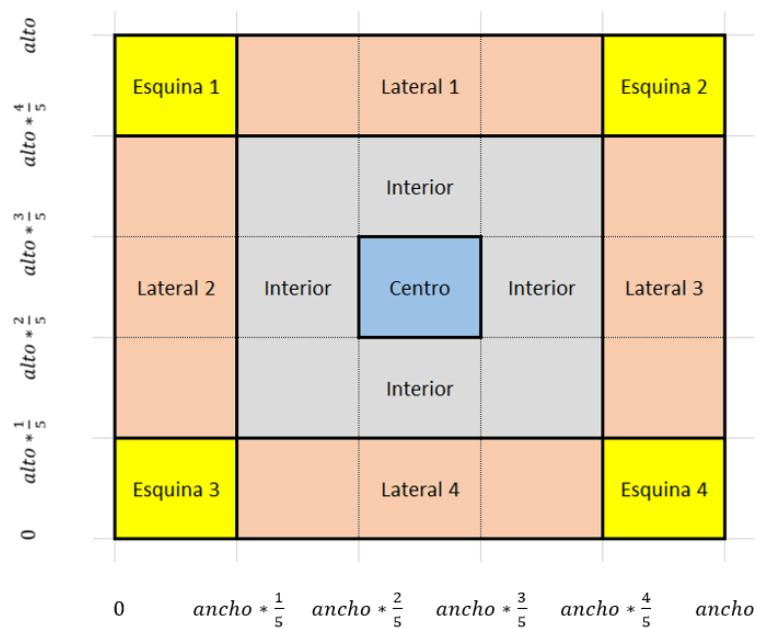 alto
Esquina 1
Lateral 1
Esquina 2
alto * 4/5
Interior
alto * 3/5
Lateral 2
Interior
Centro
Interior
Lateral 3
alto * 2/5
Interior
alto * 1/5
Esquina 3
Lateral 4
Esquina 4
0
0
ancho * 1/5
ancho * 2/5
ancho * 3/5
ancho * 4/5
ancho